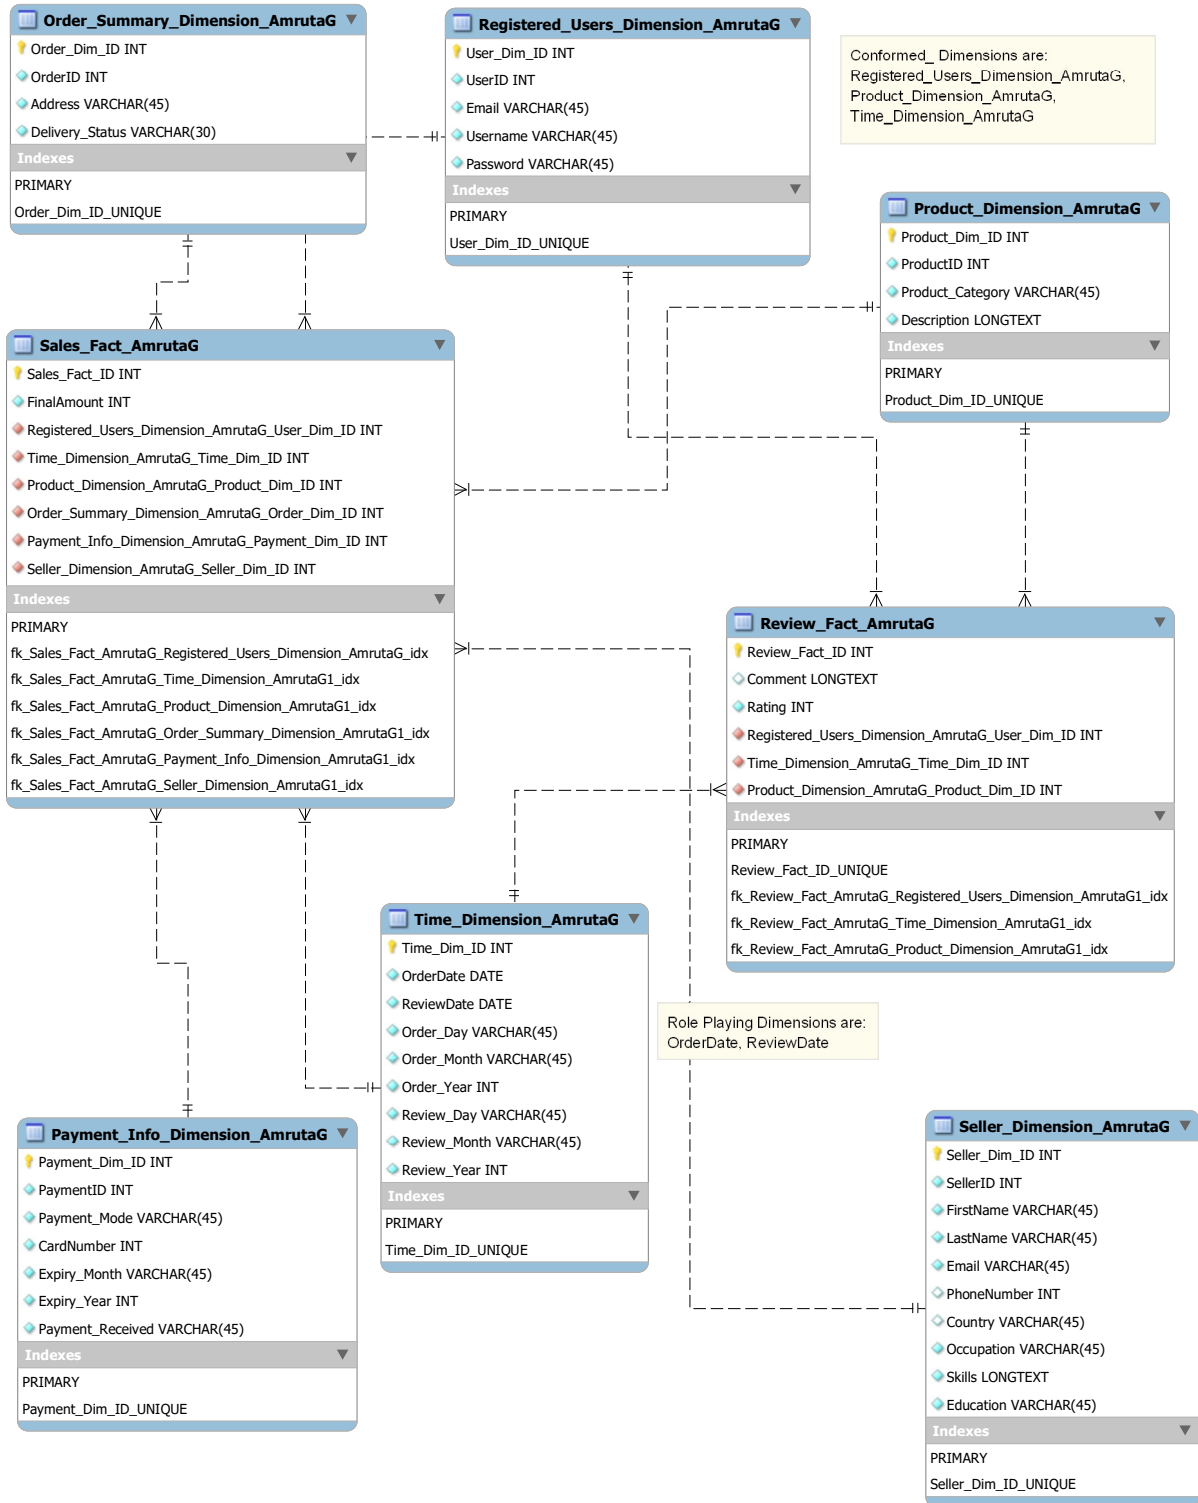 Order_Summary_Dimension_AmrutaG
Order_Dim_ID INT
OrderID INT
Address VARCHAR(45)
Delivery_Status VARCHAR(30)
Indexes
PRIMARY
Order_Dim_ID_UNIQUE
Registered_Users_Dimension_AmrutaG
User_Dim_ID INT
UserID INT
Email VARCHAR(45)
Username VARCHAR(45)
Password VARCHAR(45)
Indexes
PRIMARY
User_Dim_ID_UNIQUE
Conformed_ Dimensions are:
Registered_Users_Dimension_AmrutaG,
Product_Dimension_AmrutaG,
Time_Dimension_AmrutaG
Product_Dimension_AmrutaG
Product_Dim_ID INT
ProductID INT
Product_Category VARCHAR(45)
Description LONGTEXT
Indexes
PRIMARY
Product_Dim_ID_UNIQUE
Sales_Fact_AmrutaG
Sales_Fact_ID INT
FinalAmount INT
Registered_Users_Dimension_AmrutaG_User_Dim_ID INT
Time_Dimension_AmrutaG_Time_Dim_ID INT
Product_Dimension_AmrutaG_Product_Dim_ID INT
Order_Summary_Dimension_AmrutaG_Order_Dim_ID INT
Payment_Info_Dimension_AmrutaG_Payment_Dim_ID INT
Seller_Dimension_AmrutaG_Seller_Dim_ID INT
Indexes
PRIMARY
fk_Sales_Fact_AmrutaG_Registered_Users_Dimension_AmrutaG_idx
fk_Sales_Fact_AmrutaG_Time_Dimension_AmrutaG1_idx
fk_Sales_Fact_AmrutaG_Product_Dimension_AmrutaG1_idx
fk_Sales_Fact_AmrutaG_Order_Summary_Dimension_AmrutaG1_idx
fk_Sales_Fact_AmrutaG_Payment_Info_Dimension_AmrutaG1_idx
fk_Sales_Fact_AmrutaG_Seller_Dimension_AmrutaG1_idx
Review_Fact_AmrutaG
Review_Fact_ID INT
Comment LONGTEXT
Rating INT
Registered_Users_Dimension_AmrutaG_User_Dim_ID INT
Time_Dimension_AmrutaG_Time_Dim_ID INT
Product_Dimension_AmrutaG_Product_Dim_ID INT
Indexes
PRIMARY
Review_Fact_ID_UNIQUE
fk_Review_Fact_AmrutaG_Registered_Users_Dimension_AmrutaG1_idx
fk_Review_Fact_AmrutaG_Time_Dimension_AmrutaG1_idx
fk_Review_Fact_AmrutaG_Product_Dimension_AmrutaG1_idx
Time_Dimension_AmrutaG
Time_Dim_ID INT
OrderDate DATE
ReviewDate DATE
Order_Day VARCHAR(45)
Order_Month VARCHAR(45)
Order_Year INT
Review_Day VARCHAR(45)
Review_Month VARCHAR(45)
Review_Year INT
Indexes
PRIMARY
Time_Dim_ID_UNIQUE
Role Playing Dimensions are:
OrderDate, ReviewDate
Payment_Info_Dimension_AmrutaG
Payment_Dim_ID INT
PaymentID INT
Payment_Mode VARCHAR(45)
CardNumber INT
Expiry_Month VARCHAR(45)
Expiry_Year INT
Payment_Received VARCHAR(45)
Indexes
PRIMARY
Payment_Dim_ID_UNIQUE
Seller_Dimension_AmrutaG
Seller_Dim_ID INT
SellerID INT
FirstName VARCHAR(45)
LastName VARCHAR(45)
Email VARCHAR(45)
PhoneNumber INT
Country VARCHAR(45)
Occupation VARCHAR(45)
Skills LONGTEXT
Education VARCHAR(45)
Indexes
PRIMARY
Seller_Dim_ID_UNIQUE